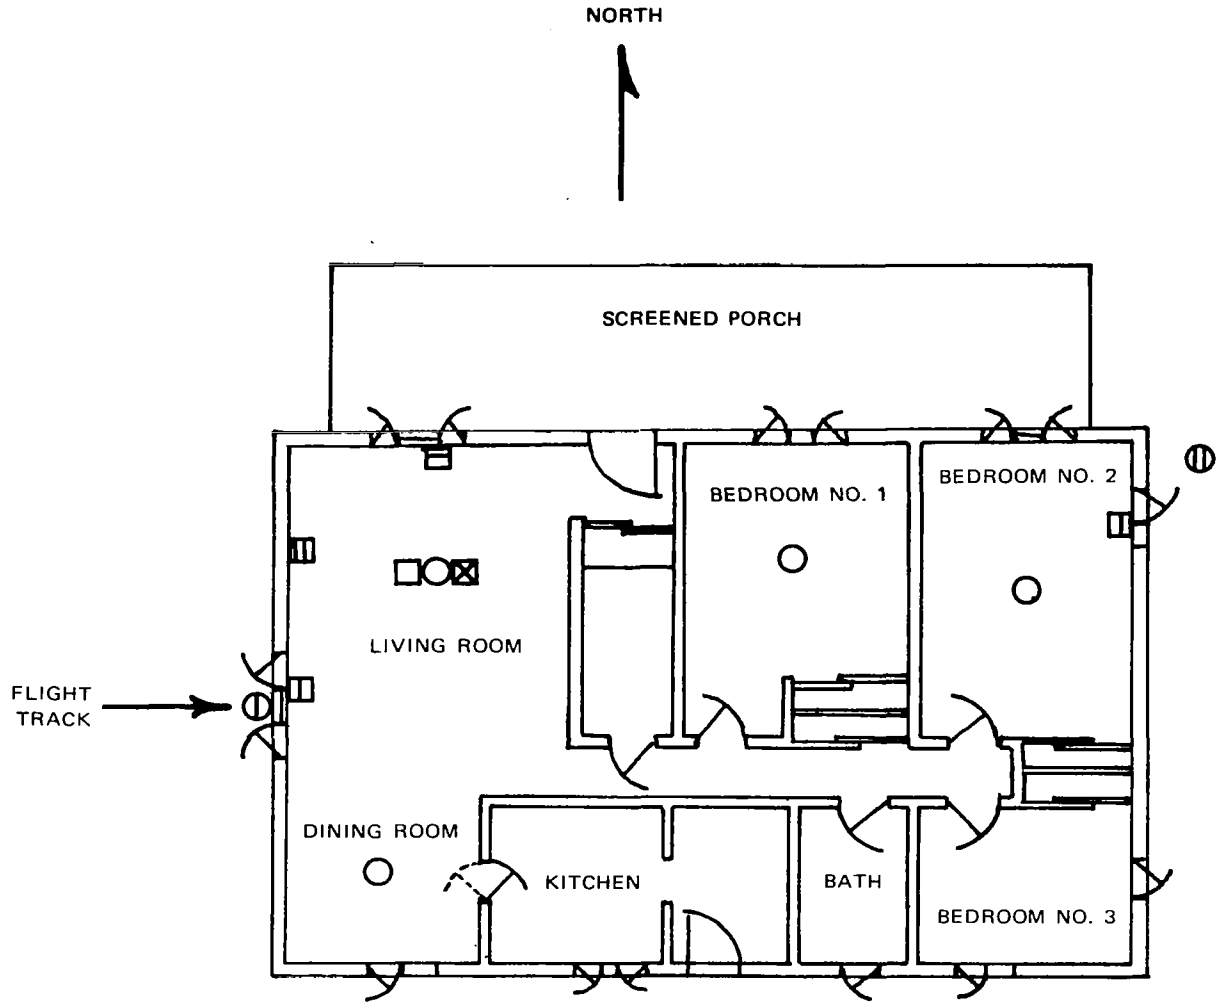 NORTH
SCREENED PORCH
BEDROOM NO. 1
BEDROOM NO. 2
LIVING ROOM
FLIGHT
TRACK
DINING ROOM
KITCHEN
BATH
BEDROOM NO. 3